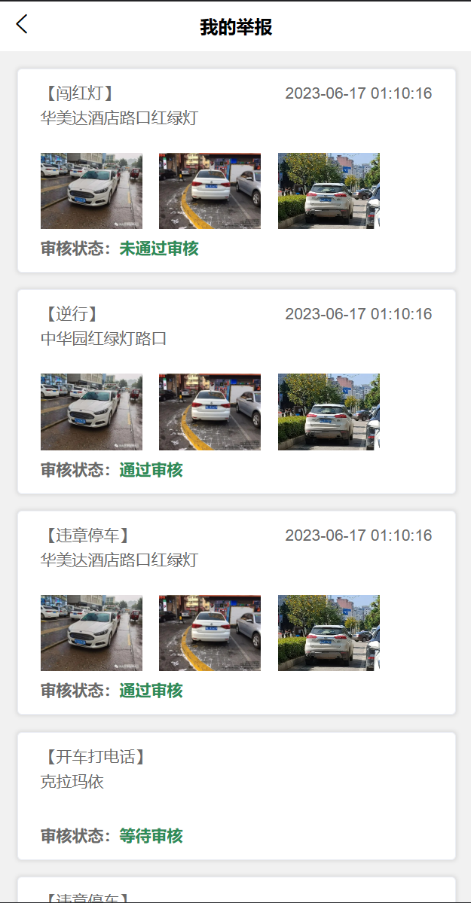 我的举报
【闯红灯】 2023-06-17 01:10:16
华美达酒店路口红绿灯
审核状态：未通过审核
【逆行】 2023-06-17 01:10:16
中华园红绿灯路口
审核状态：通过审核
【违章停车】 2023-06-17 01:10:16
华美达酒店路口红绿灯
审核状态：通过审核
【开车打电话】
克拉玛依
审核状态：等待审核
【违章停车】